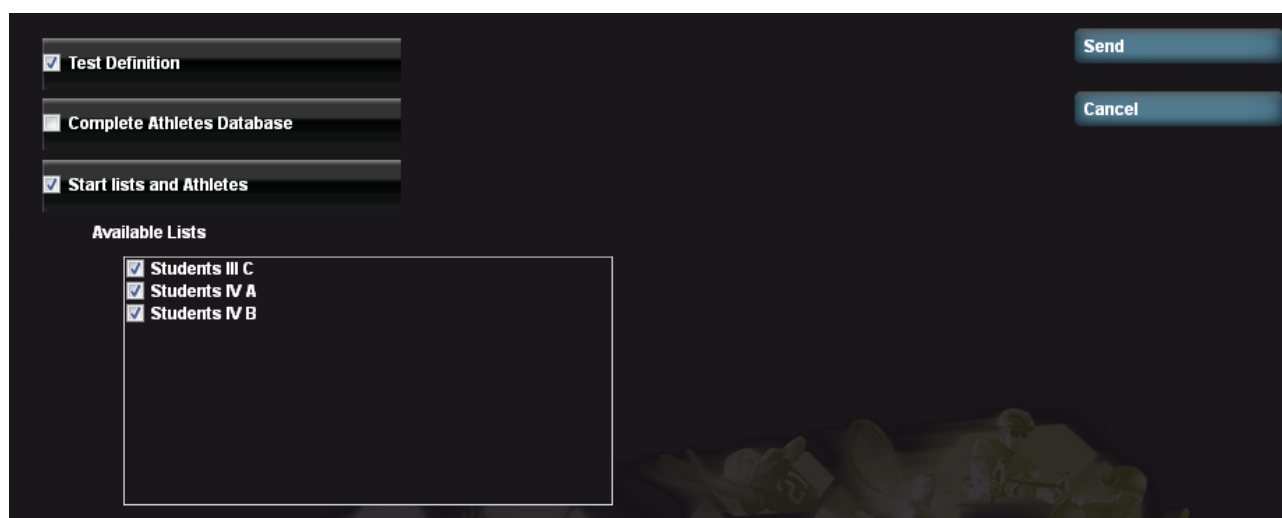 Test Definition
Complete Athletes Database
Start lists and Athletes
Available Lists
Students III C
Students IV A
Students IV B
Send
Cancel